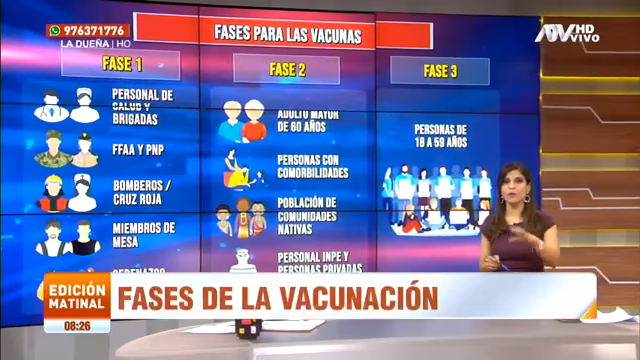 976371776
LA DUEÑA | HO
FASES PARA LAS VACUNAS
ATV HD
VIVO
FASE 1
PERSONAL DE
SALUD Y
BRIGADAS
FFAA Y PNP
BOMBEROS /
CRUZ ROJA
MIEMBROS DE
MESA
SERENAZGO
FASE 2
ADULTO MAYOR
DE 60 AÑOS
PERSONAS CON
COMORBILIDADES
POBLACIÓN DE
COMUNIDADES
NATIVAS
PERSONAL INPE Y
PERSONAS PRIVADAS
FASE 3
PERSONAS DE
18 A 59 AÑOS
EDICIÓN
MATINAL
08:26
FASES DE LA VACUNACIÓN